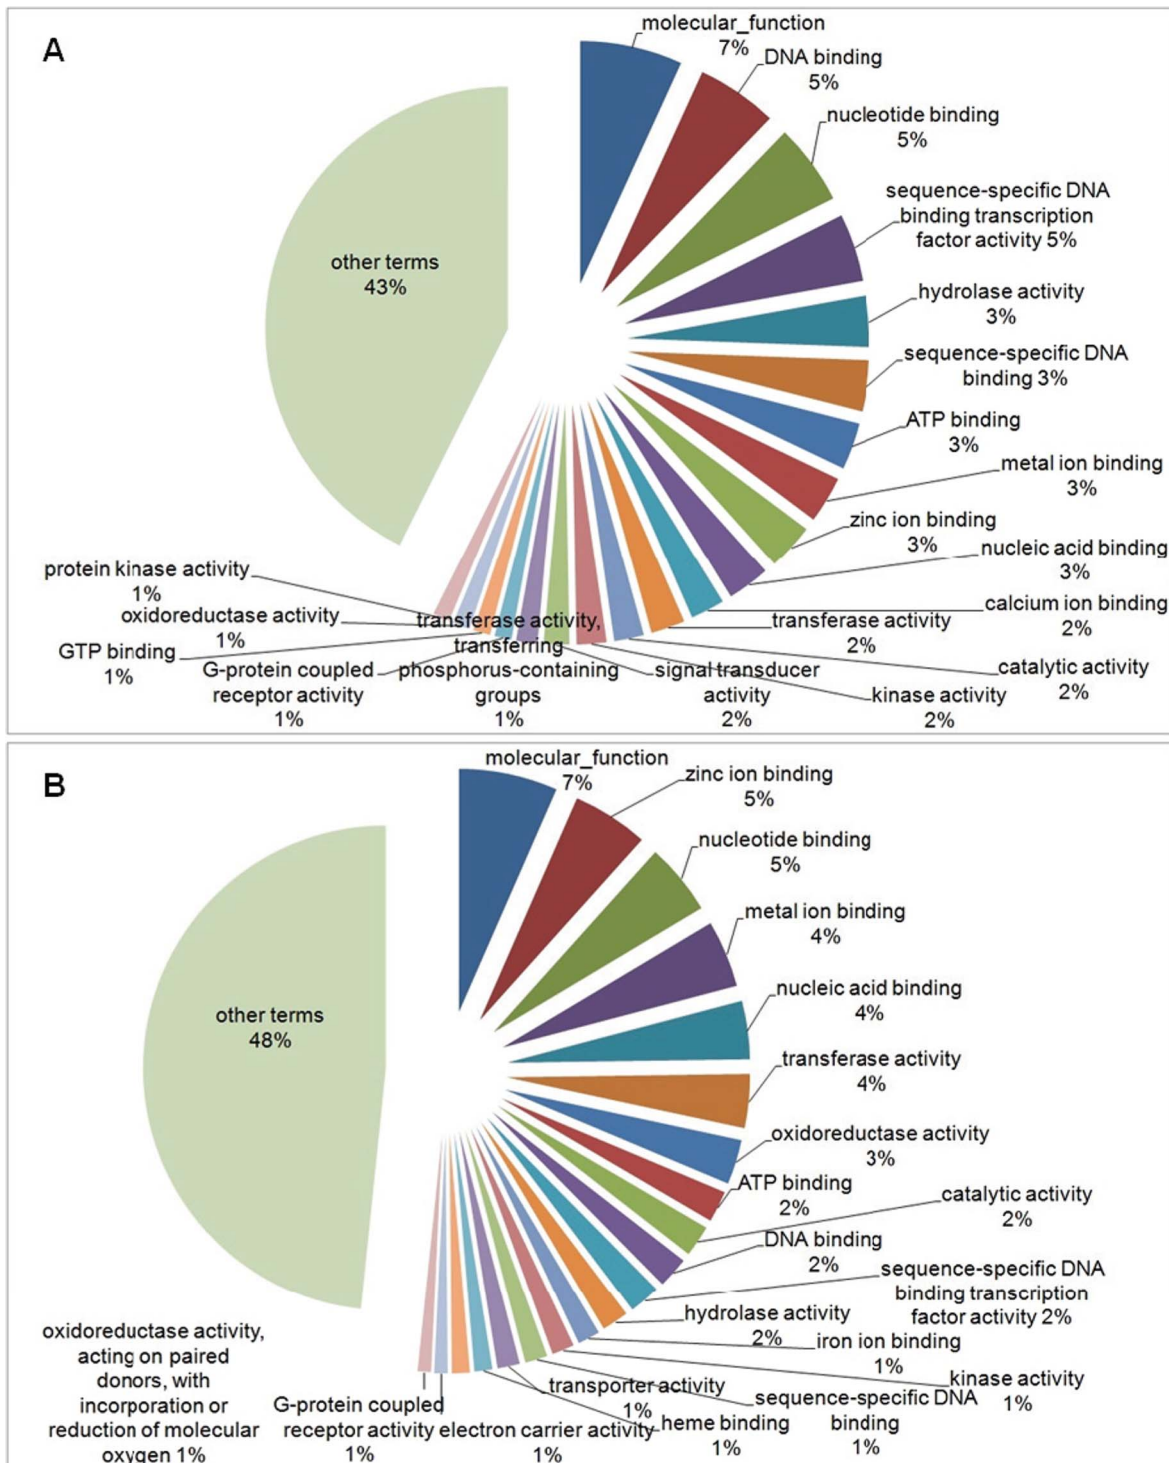 A
molecular_function
7%
DNA binding
5%
nucleotide binding
5%
sequence-specific DNA
binding transcription
factor activity 5%
other terms
43%
hydrolase activity
3%
sequence-specific DNA
binding 3%
ATP binding
3%
metal ion binding
3%
zinc ion binding
3%
nucleic acid binding
3%
calcium ion binding
2%
transferase activity
2%
catalytic activity
2%
kinase activity
2%
signal transducer
activity
2%
transferase activity,
transferring
phosphorus-containing
groups
1%
G-protein coupled
receptor activity
1%
GTP binding
1%
oxidoreductase activity
1%
protein kinase activity
1%
B
molecular_function
7%
zinc ion binding
5%
nucleotide binding
5%
metal ion binding
4%
nucleic acid binding
4%
other terms
48%
transferase activity
4%
oxidoreductase activity
3%
ATP binding
2%
catalytic activity
2%
DNA binding
2%
sequence-specific DNA
binding transcription
factor activity 2%
hydrolase activity
2%
iron ion binding
1%
kinase activity
1%
sequence-specific DNA
binding
1%
transporter activity
1%
heme binding
1%
electron carrier activity
1%
G-protein coupled
receptor activity
1%
oxidoreductase activity,
acting on paired
donors, with
incorporation or
reduction of molecular
oxygen 1%